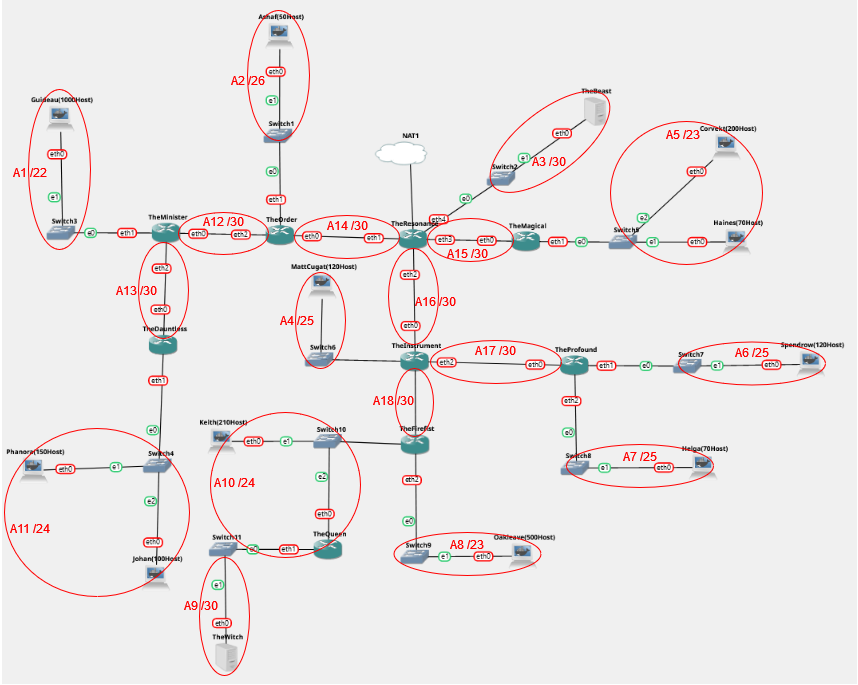 Ashaf(50Host)
eth0
A2 /26
e1
Switch1
e0
eth1
Guideau(1000Host)
eth0
A1 /22
e1
Switch3
e0
eth1
TheMinister
eth0
A12 /30
eth2
TheOrder
eth0
A14 /30
eth1
NAT1
TheResonance
eth4
e0
Switch2
e1
A3 /30
eth0
TheBeast
eth3
A15 /30
eth0
TheMagical
eth1
e0
Switch5
e2
eth0
A5 /23
Corvekt(200Host)
e1
eth0
Haines(70Host)
eth2
A13 /30
eth0
TheDauntless
eth1
e0
Switch4
Phanora(150Host)
eth0
e1
e2
A11 /24
eth0
Johan(100Host)
MattCugat(120Host)
A4 /25
Switch6
eth2
A16 /30
eth0
TheInstrument
eth2
A17 /30
eth0
TheProfound
eth1
e0
Switch7
e1
A6 /25
eth0
Spendrow(120Host)
eth2
e0
Switch8
e1
A7 /25
eth0
Helga(70Host)
A18 /30
TheFirefist
eth2
e0
Switch9
e1
A8 /23
eth0
Oakleave(500Host)
Keith(210Host)
eth0
e1
Switch10
e2
A10 /24
eth0
TheQueen
eth1
e0
Switch11
e1
A9 /30
eth0
TheWitch